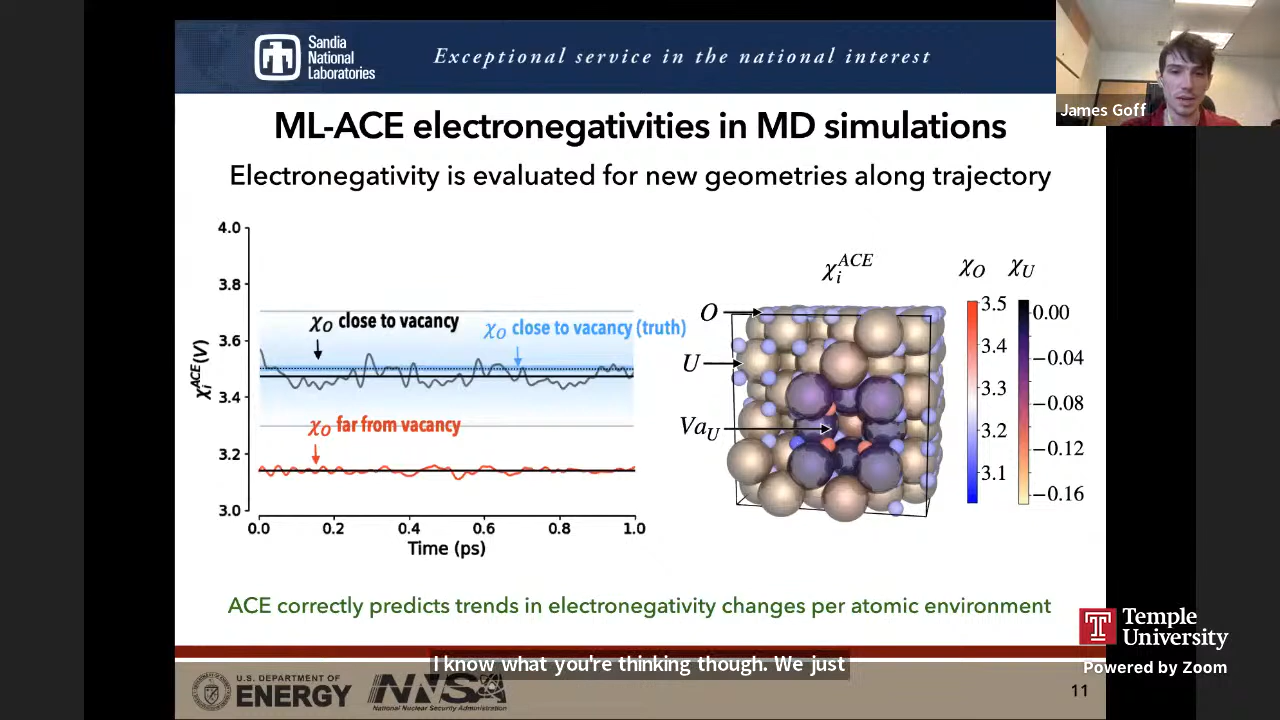 Sandia
National
Laboratories
Exceptional service in the national interest
James Goff
ML-ACE electronegativities in MD simulations
Electronegativity is evaluated for new geometries along trajectory
4.0
3.8
3.6
3.4
3.2
3.0
χᵢᴬᶜᴱ(V)
χ_O close to vacancy
χ_O close to vacancy (truth)
χ_O far from vacancy
0.0 0.2 0.4 0.6 0.8 1.0
Time (ps)
χᵢᴬᶜᴱ
O
U
Va_U
χ_O χ_U
3.5
3.4
3.3
3.2
3.1
0.00
−0.04
−0.08
−0.12
−0.16
ACE correctly predicts trends in electronegativity changes per atomic environment
Temple
University
Powered by Zoom
I know what you're thinking though. We just
U.S. DEPARTMENT OF
ENERGY
NNSA
National Nuclear Security Administration
11